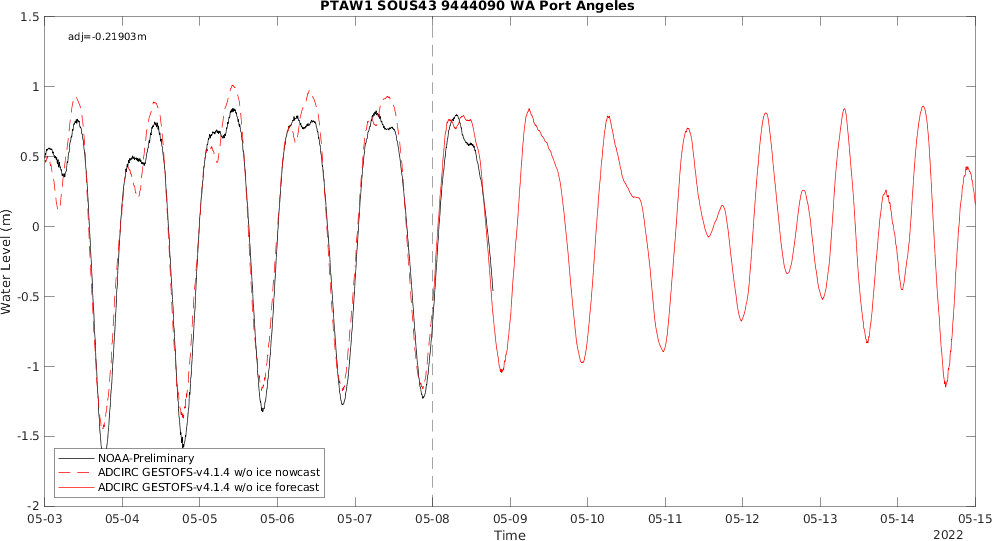 PTAW1 SOUS43 9444090 WA Port Angeles
adj=-0.21903m
1.5
1
0.5
0
-0.5
-1
-1.5
-2
Water Level (m)
NOAA-Preliminary
ADCIRC GESTOFS-v4.1.4 w/o ice nowcast
ADCIRC GESTOFS-v4.1.4 w/o ice forecast
05-03 05-04 05-05 05-06 05-07 05-08 05-09 05-10 05-11 05-12 05-13 05-14 05-15
Time
2022